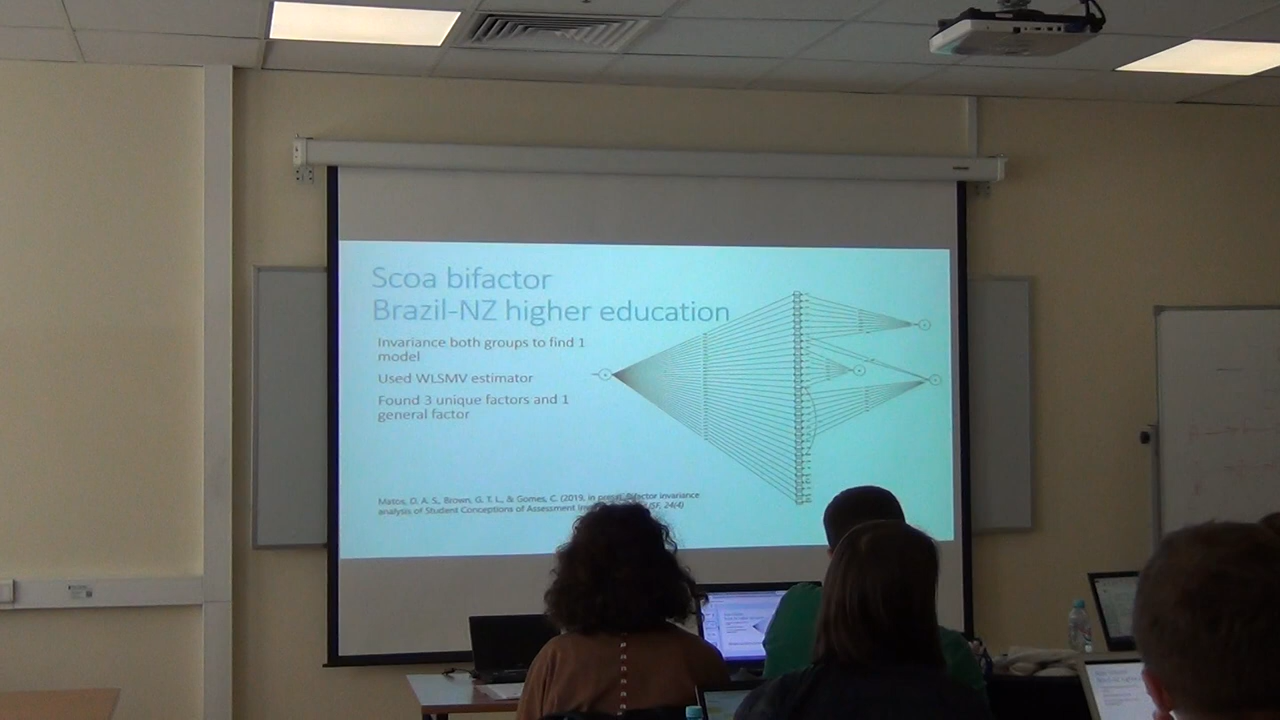 Scoa bifactor
Brazil-NZ higher education
Invariance both groups to find 1
model
Used WLSMV estimator
Found 3 unique factors and 1
general factor
Matos, D. A. S., Brown, G. T. L., & Gomes, C. (2019, in press). Bifactor invariance
analysis of Student Conceptions of Assessment 24(4)